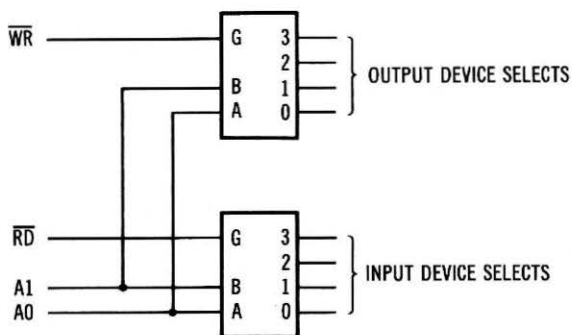 WR G 3
2 OUTPUT DEVICE SELECTS
B 1
A 0
RD G 3
2 INPUT DEVICE SELECTS
A1 B 1
A0 A 0